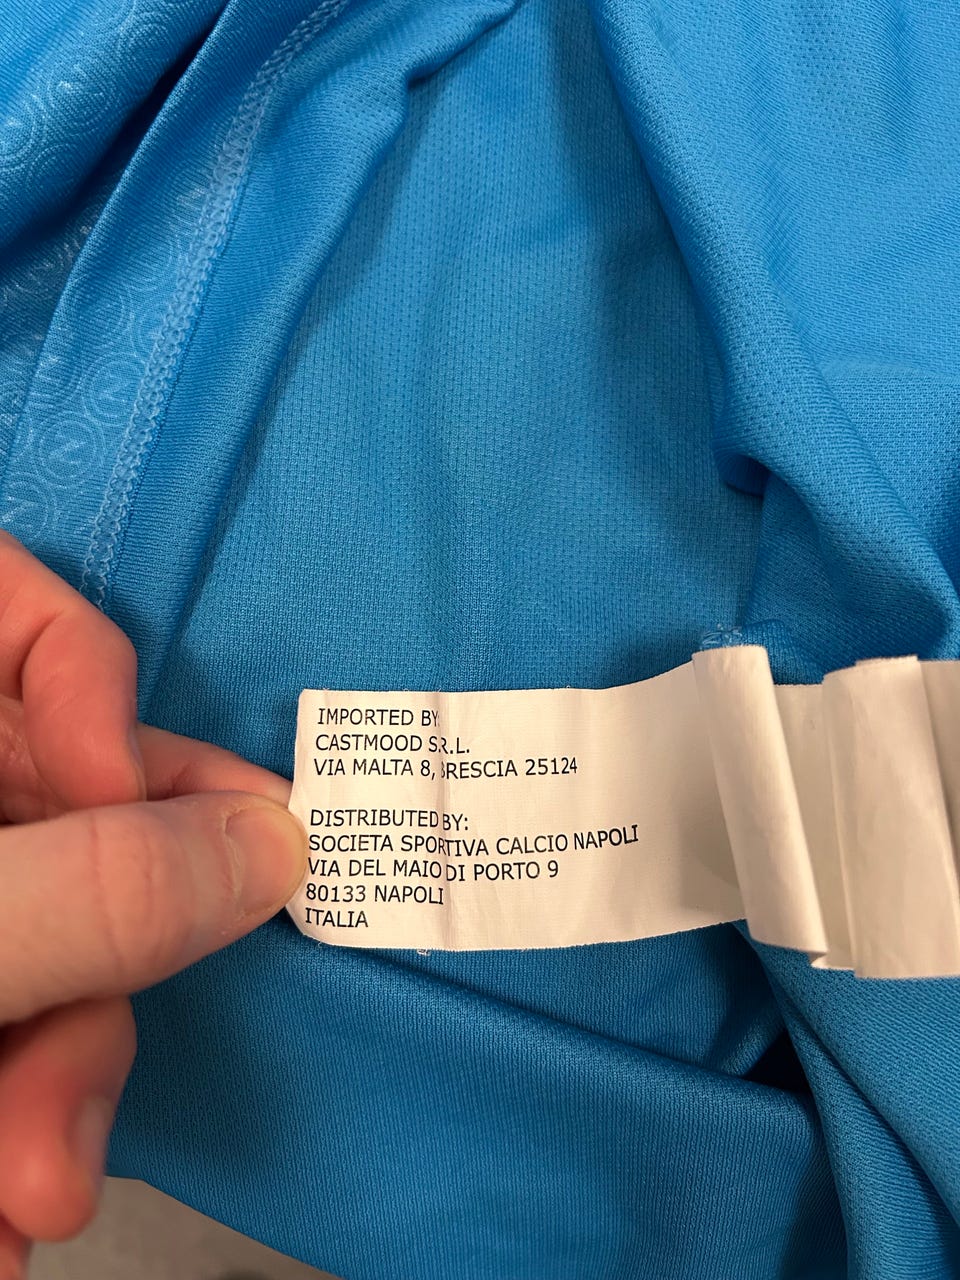 IMPORTED BY:
CASTMOOD S.R.L.
VIA MALTA 8, BRESCIA 25124
DISTRIBUTED BY:
SOCIETA SPORTIVA CALCIO NAPOLI
VIA DEL MAIO DI PORTO 9
80133 NAPOLI
ITALIA